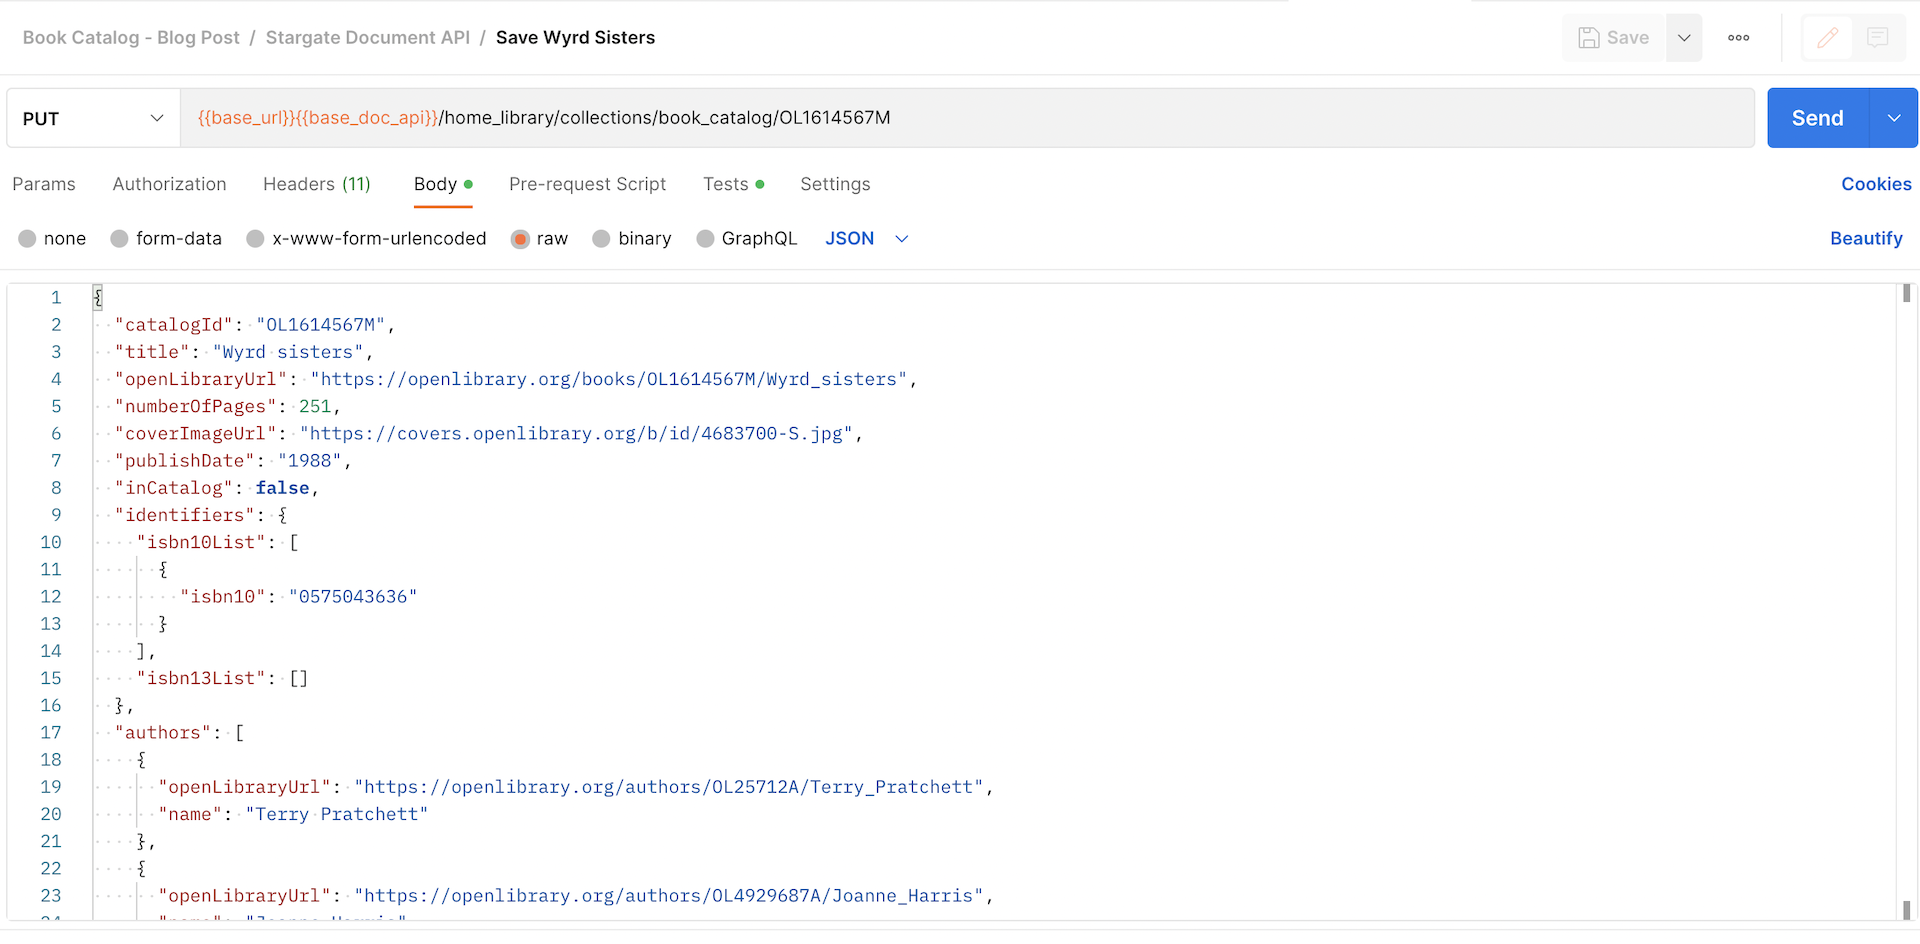 Book Catalog - Blog Post / Stargate Document API / Save Wyrd Sisters
Save
PUT
{{base_url}}{{base_doc_api}}/home_library/collections/book_catalog/OL1614567M
Send
Params Authorization Headers (11) Body Pre-request Script Tests Settings Cookies
none form-data x-www-form-urlencoded raw binary GraphQL JSON Beautify
1 {
2 "catalogId": "OL1614567M",
3 "title": "Wyrd sisters",
4 "openLibraryUrl": "https://openlibrary.org/books/OL1614567M/Wyrd_sisters",
5 "numberOfPages": 251,
6 "coverImageUrl": "https://covers.openlibrary.org/b/id/4683700-S.jpg",
7 "publishDate": "1988",
8 "inCatalog": false,
9 "identifiers": {
10 "isbn10List": [
11 {
12 "isbn10": "0575043636"
13 }
14 ],
15 "isbn13List": []
16 },
17 "authors": [
18 {
19 "openLibraryUrl": "https://openlibrary.org/authors/OL25712A/Terry_Pratchett",
20 "name": "Terry Pratchett"
21 },
22 {
23 "openLibraryUrl": "https://openlibrary.org/authors/OL4929687A/Joanne_Harris",
24 "name": "Joanne Harris"